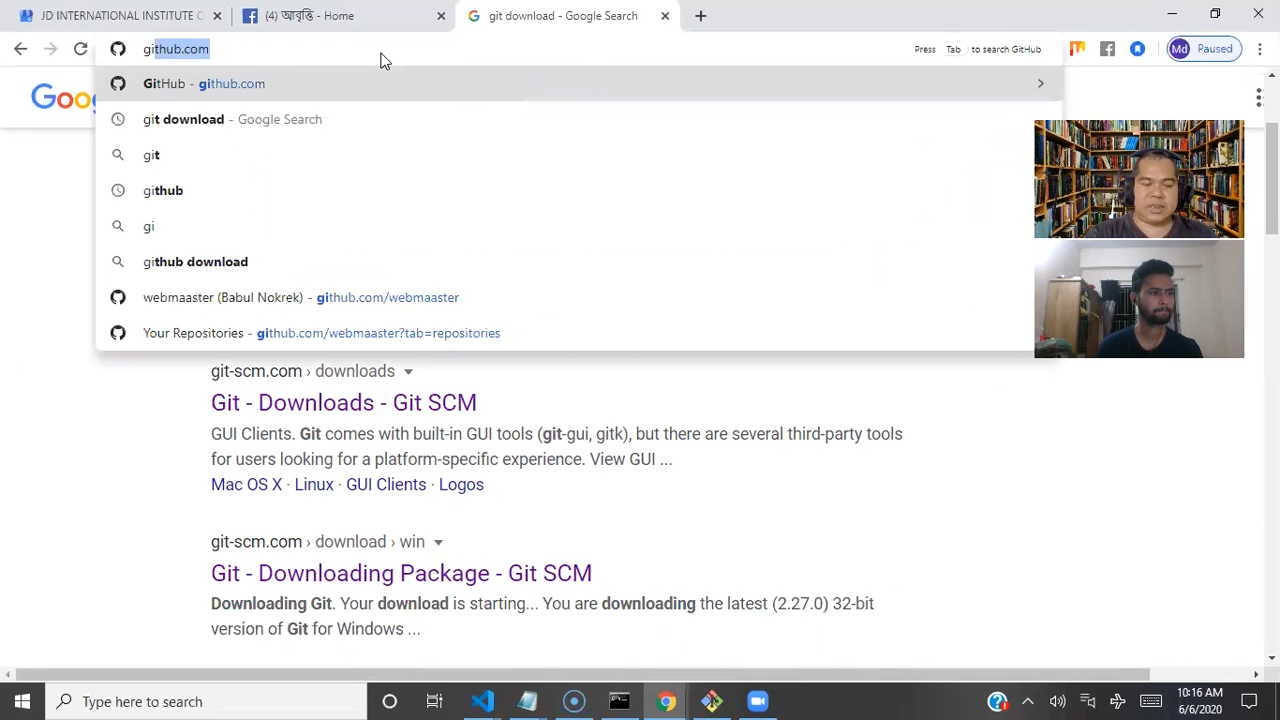 JD INTERNATIONAL INSTITUTE C
(4) আবৃত্তি - Home
git download - Google Search
github.com
Press Tab to search GitHub
Md Paused
GitHub - github.com
git download - Google Search
git
github
gi
github download
webmaaster (Babul Nokrek) - github.com/webmaaster
Your Repositories - github.com/webmaaster?tab=repositories
Goo
git-scm.com › downloads
Git - Downloads - Git SCM
GUI Clients. Git comes with built-in GUI tools (git-gui, gitk), but there are several third-party tools
for users looking for a platform-specific experience. View GUI ...
Mac OS X · Linux · GUI Clients · Logos
git-scm.com › download › win
Git - Downloading Package - Git SCM
Downloading Git. Your download is starting... You are downloading the latest (2.27.0) 32-bit
version of Git for Windows ...
Type here to search
10:16 AM
6/6/2020